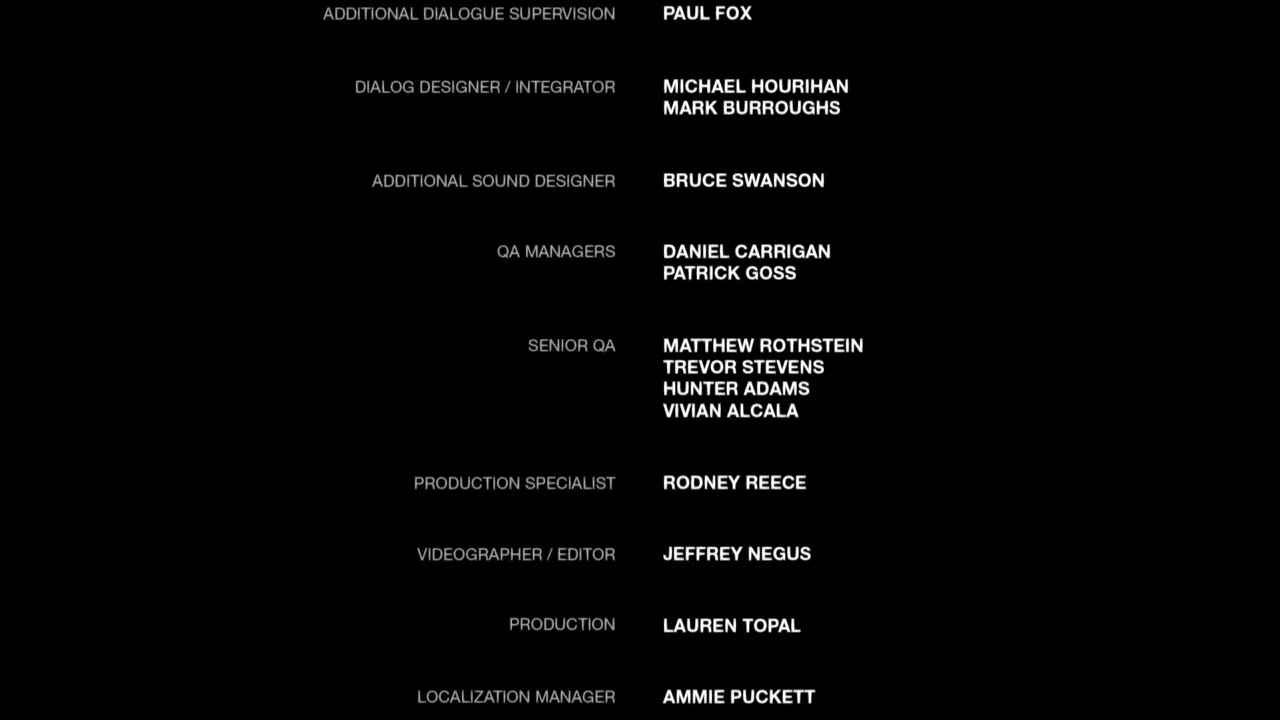 ADDITIONAL DIALOGUE SUPERVISION PAUL FOX
DIALOG DESIGNER / INTEGRATOR MICHAEL HOURIHAN
MARK BURROUGHS
ADDITIONAL SOUND DESIGNER BRUCE SWANSON
QA MANAGERS DANIEL CARRIGAN
PATRICK GOSS
SENIOR QA MATTHEW ROTHSTEIN
TREVOR STEVENS
HUNTER ADAMS
VIVIAN ALCALA
PRODUCTION SPECIALIST RODNEY REECE
VIDEOGRAPHER / EDITOR JEFFREY NEGUS
PRODUCTION LAUREN TOPAL
LOCALIZATION MANAGER AMMIE PUCKETT